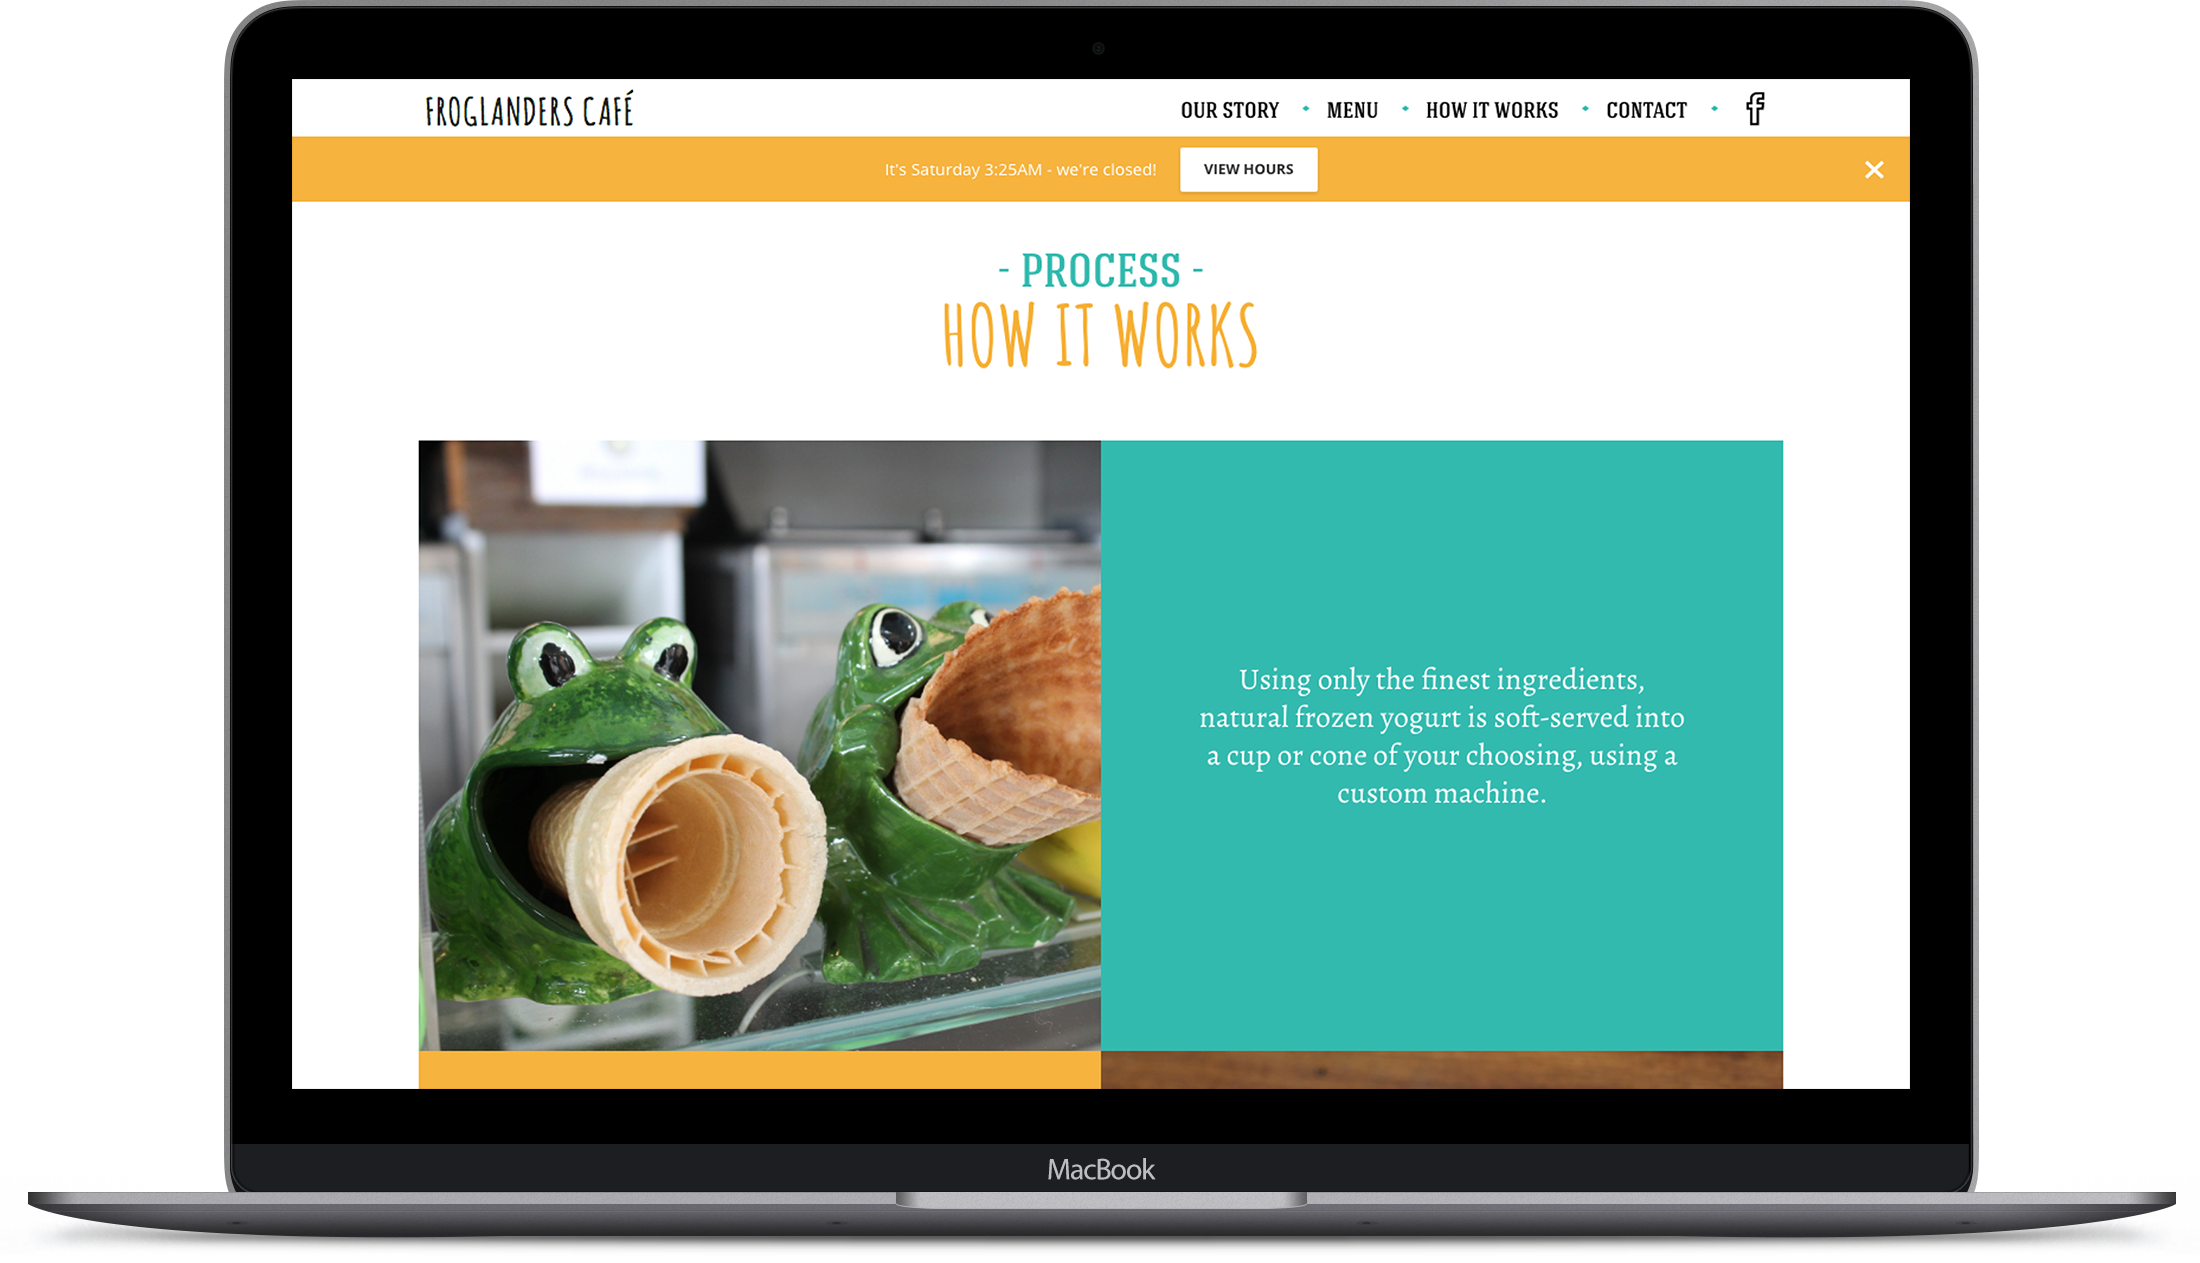 FROGLANDERS CAFÉ
OUR STORY MENU HOW IT WORKS CONTACT
It's Saturday 3:25AM - we're closed! VIEW HOURS
- PROCESS -
HOW IT WORKS
Using only the finest ingredients,
natural frozen yogurt is soft-served into
a cup or cone of your choosing, using a
custom machine.
MacBook